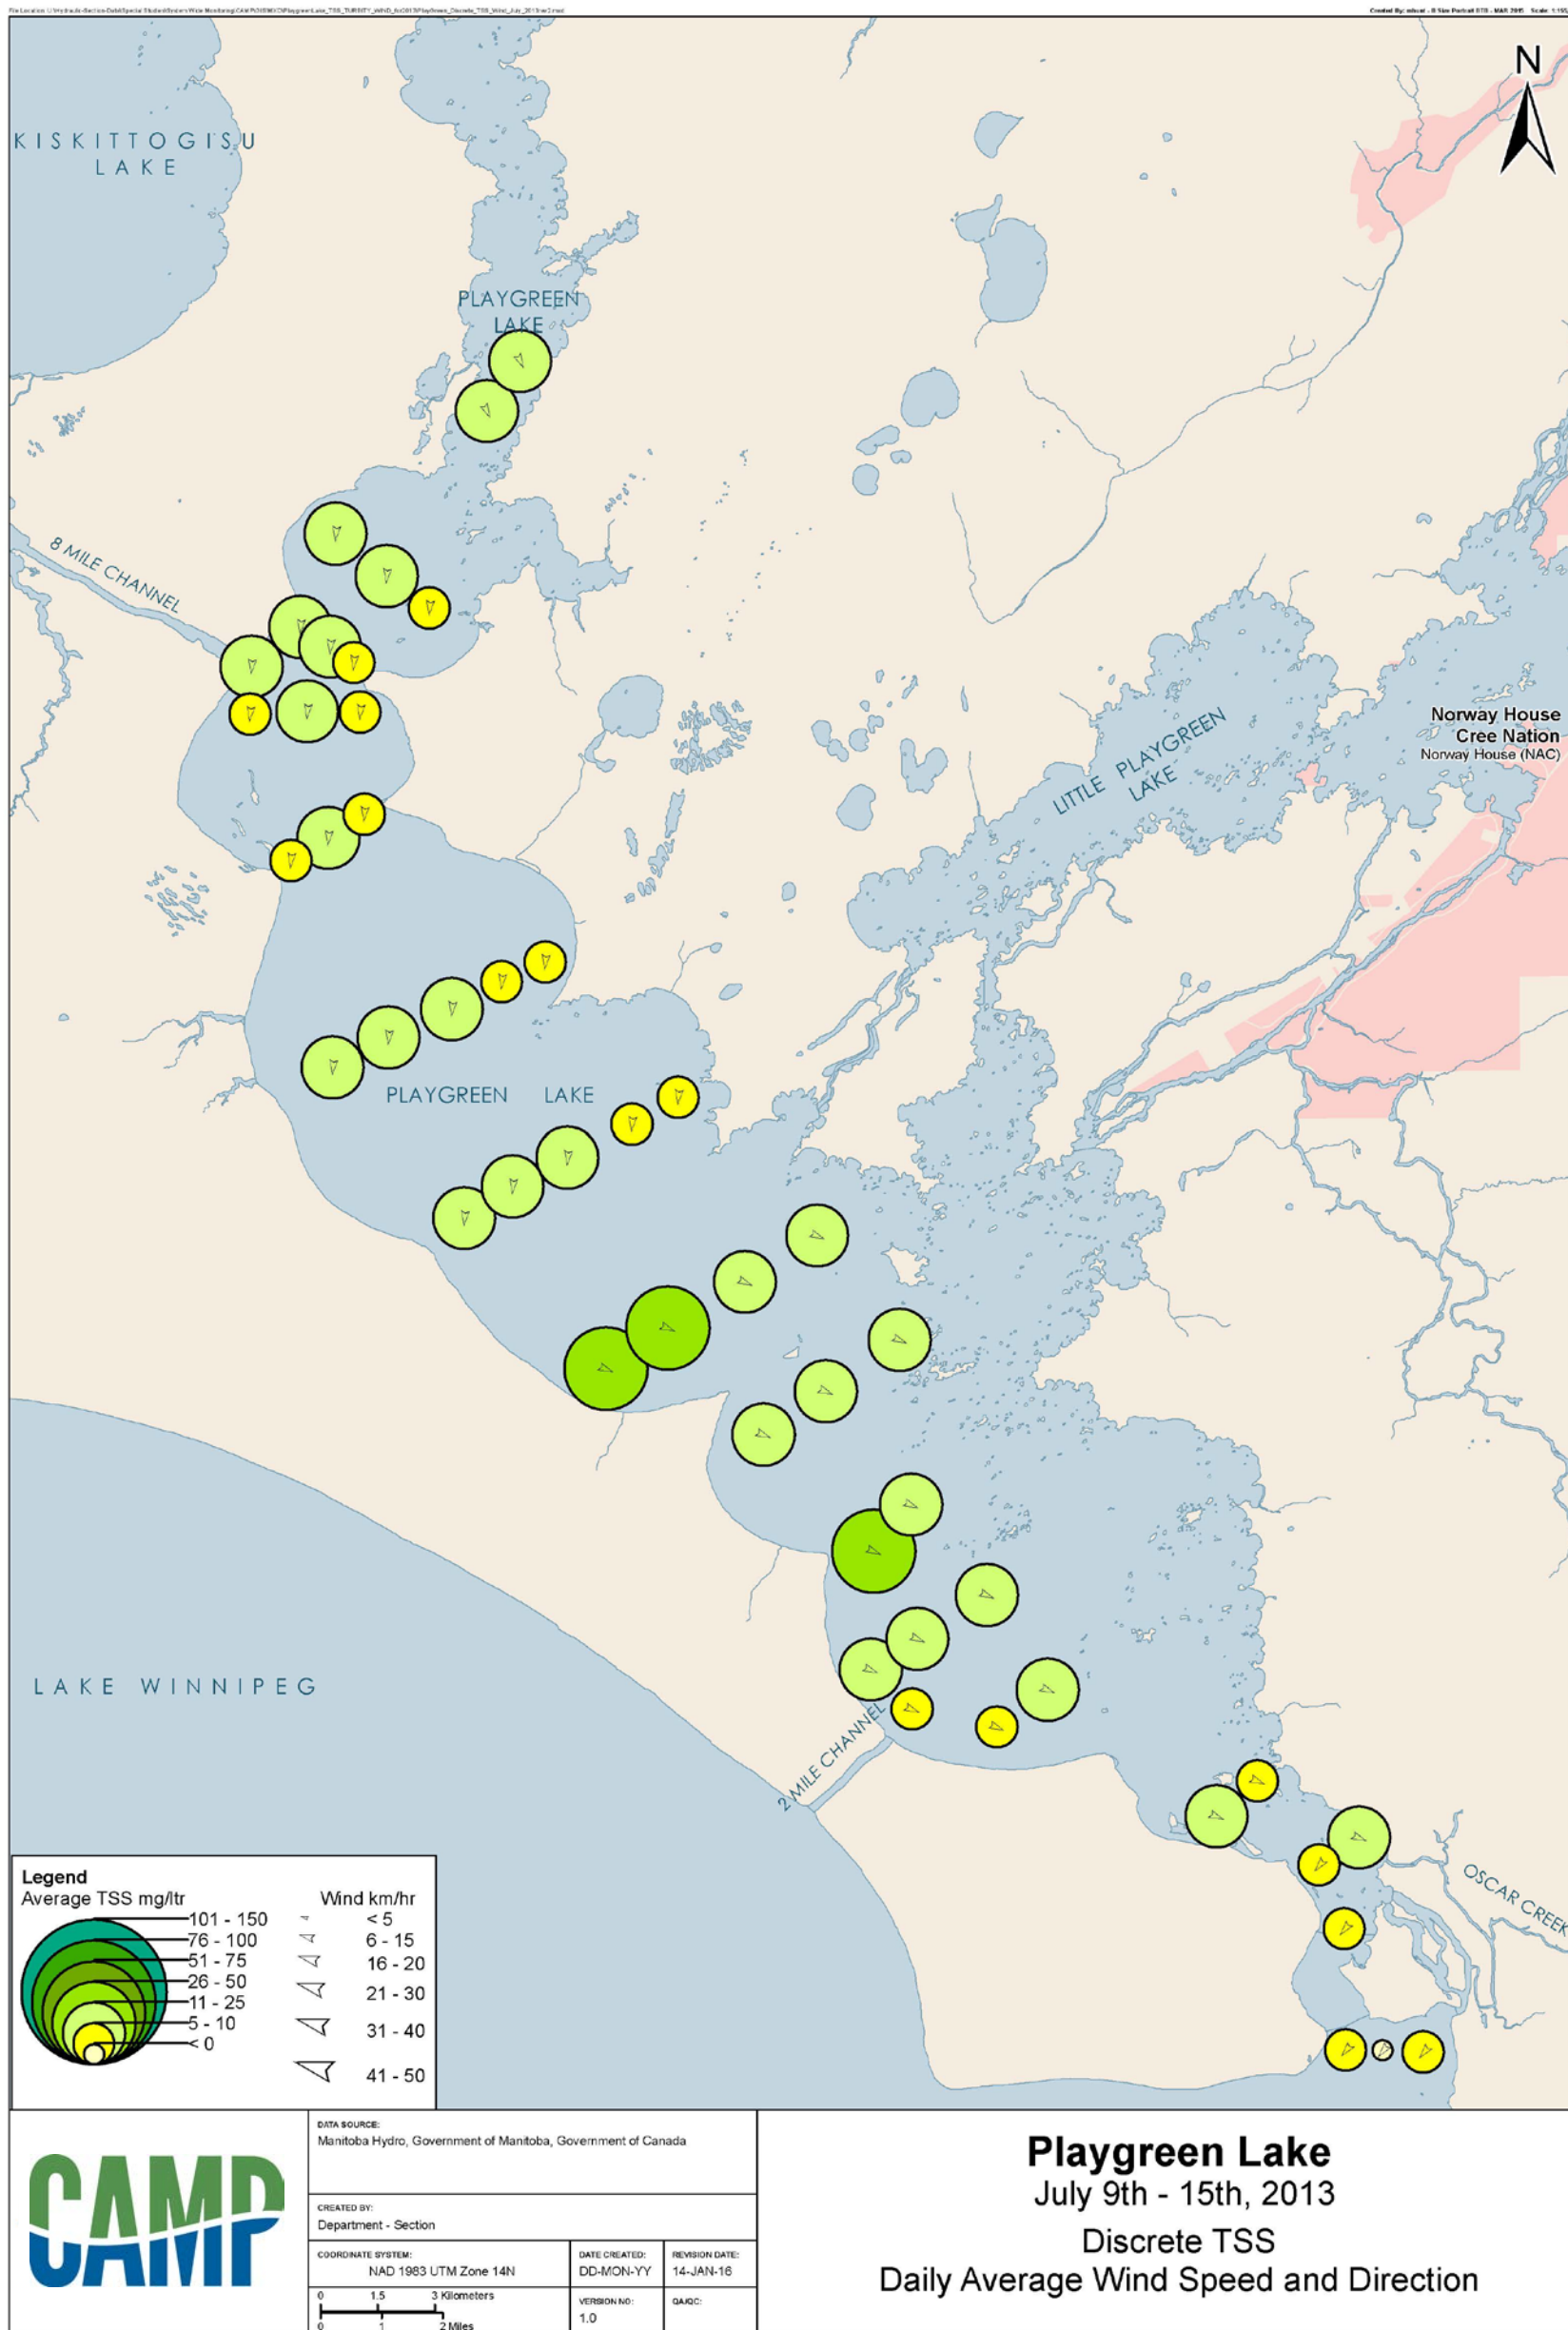 N
KISKITTOGISU
LAKE
PLAYGREEN
LAKE
8 MILE CHANNEL
LITTLE PLAYGREEN
LAKE
Norway House
Cree Nation
Norway House (NAC)
PLAYGREEN LAKE
LAKE WINNIPEG
2 MILE CHANNEL
OSCAR CREEK
Legend
Average TSS mg/ltr
101 - 150
76 - 100
51 - 75
26 - 50
11 - 25
5 - 10
< 0
Wind km/hr
< 5
6 - 15
16 - 20
21 - 30
31 - 40
41 - 50
CAMP
DATA SOURCE:
Manitoba Hydro, Government of Manitoba, Government of Canada
CREATED BY:
Department - Section
COORDINATE SYSTEM:
NAD 1983 UTM Zone 14N
DATE CREATED:
DD-MON-YY
REVISION DATE:
14-JAN-16
0 1.5 3 Kilometers
0 1 2 Miles
VERSION NO:
1.0
QA/QC:
Playgreen Lake
July 9th - 15th, 2013
Discrete TSS
Daily Average Wind Speed and Direction